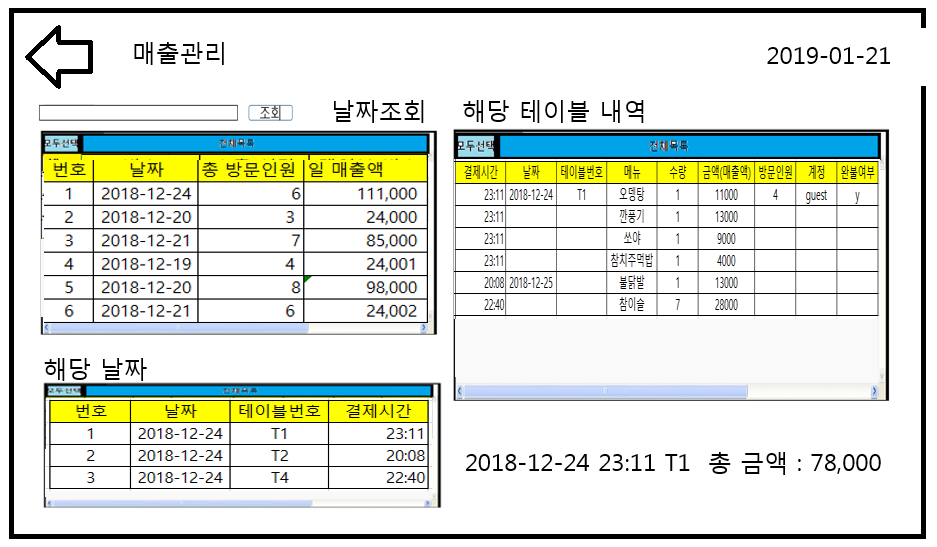 매출관리
2019-01-21
조회
날짜조회
모두선택 전체목록
번호 날짜 총 방문인원 일 매출액
1 2018-12-24 6 111,000
2 2018-12-20 3 24,000
3 2018-12-21 7 85,000
4 2018-12-19 4 24,001
5 2018-12-20 8 98,000
6 2018-12-21 6 24,002
해당 날짜
모두선택 전체목록
번호 날짜 테이블번호 결제시간
1 2018-12-24 T1 23:11
2 2018-12-24 T2 20:08
3 2018-12-24 T4 22:40
해당 테이블 내역
모두선택 전체목록
결제시간 날짜 테이블번호 메뉴 수량 금액(매출액) 방문인원 계정 완불여부
23:11 2018-12-24 T1 오뎅탕 1 11000 4 guest y
23:11 깐풍기 1 13000
23:11 쏘야 1 9000
23:11 참치주먹밥 1 4000
20:08 2018-12-25 불닭발 1 13000
22:40 참이슬 7 28000
2018-12-24 23:11 T1 총 금액 : 78,000